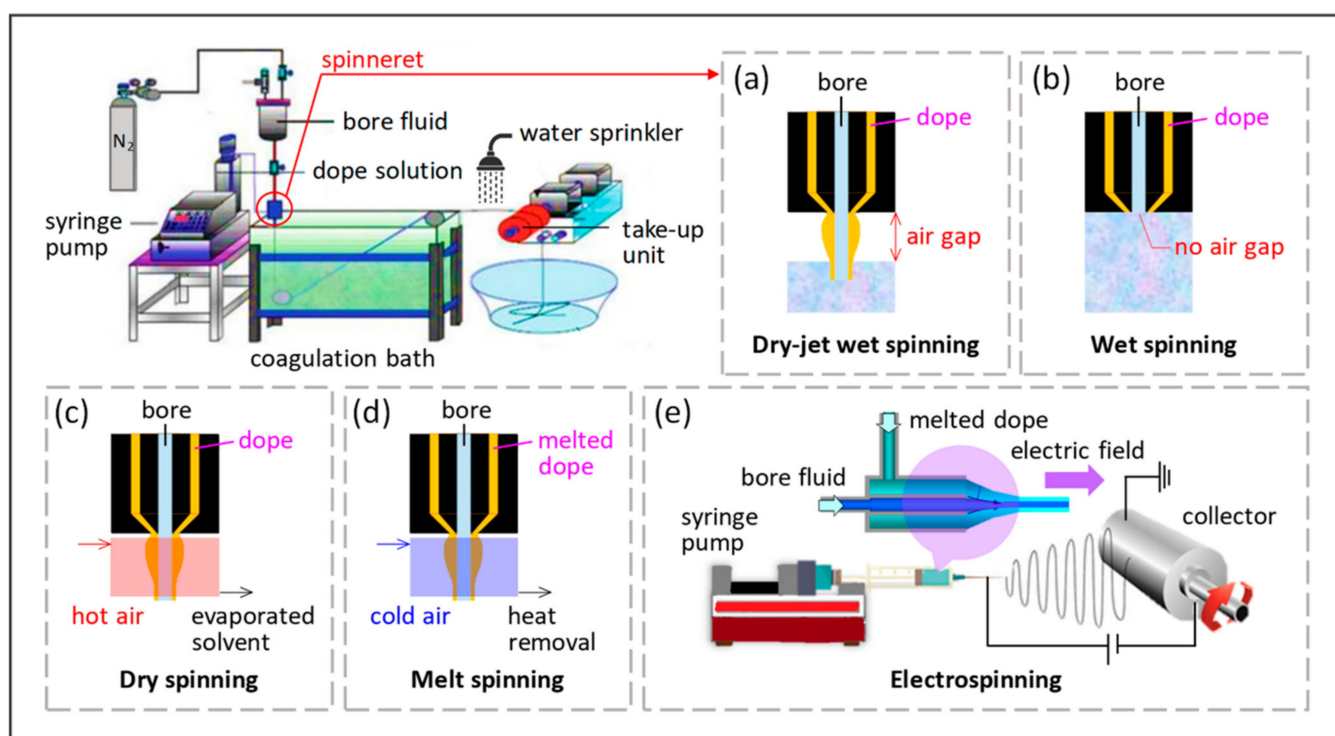 spinneret
N2
bore fluid
dope solution
syringe
pump
water sprinkler
take-up
unit
coagulation bath
(a)
bore
dope
air gap
Dry-jet wet spinning
(b)
bore
dope
no air gap
Wet spinning
(c)
bore
dope
hot air
evaporated
solvent
Dry spinning
(d)
bore
melted
dope
cold air
heat
removal
Melt spinning
(e)
melted dope
electric field
bore fluid
syringe
pump
collector
Electrospinning